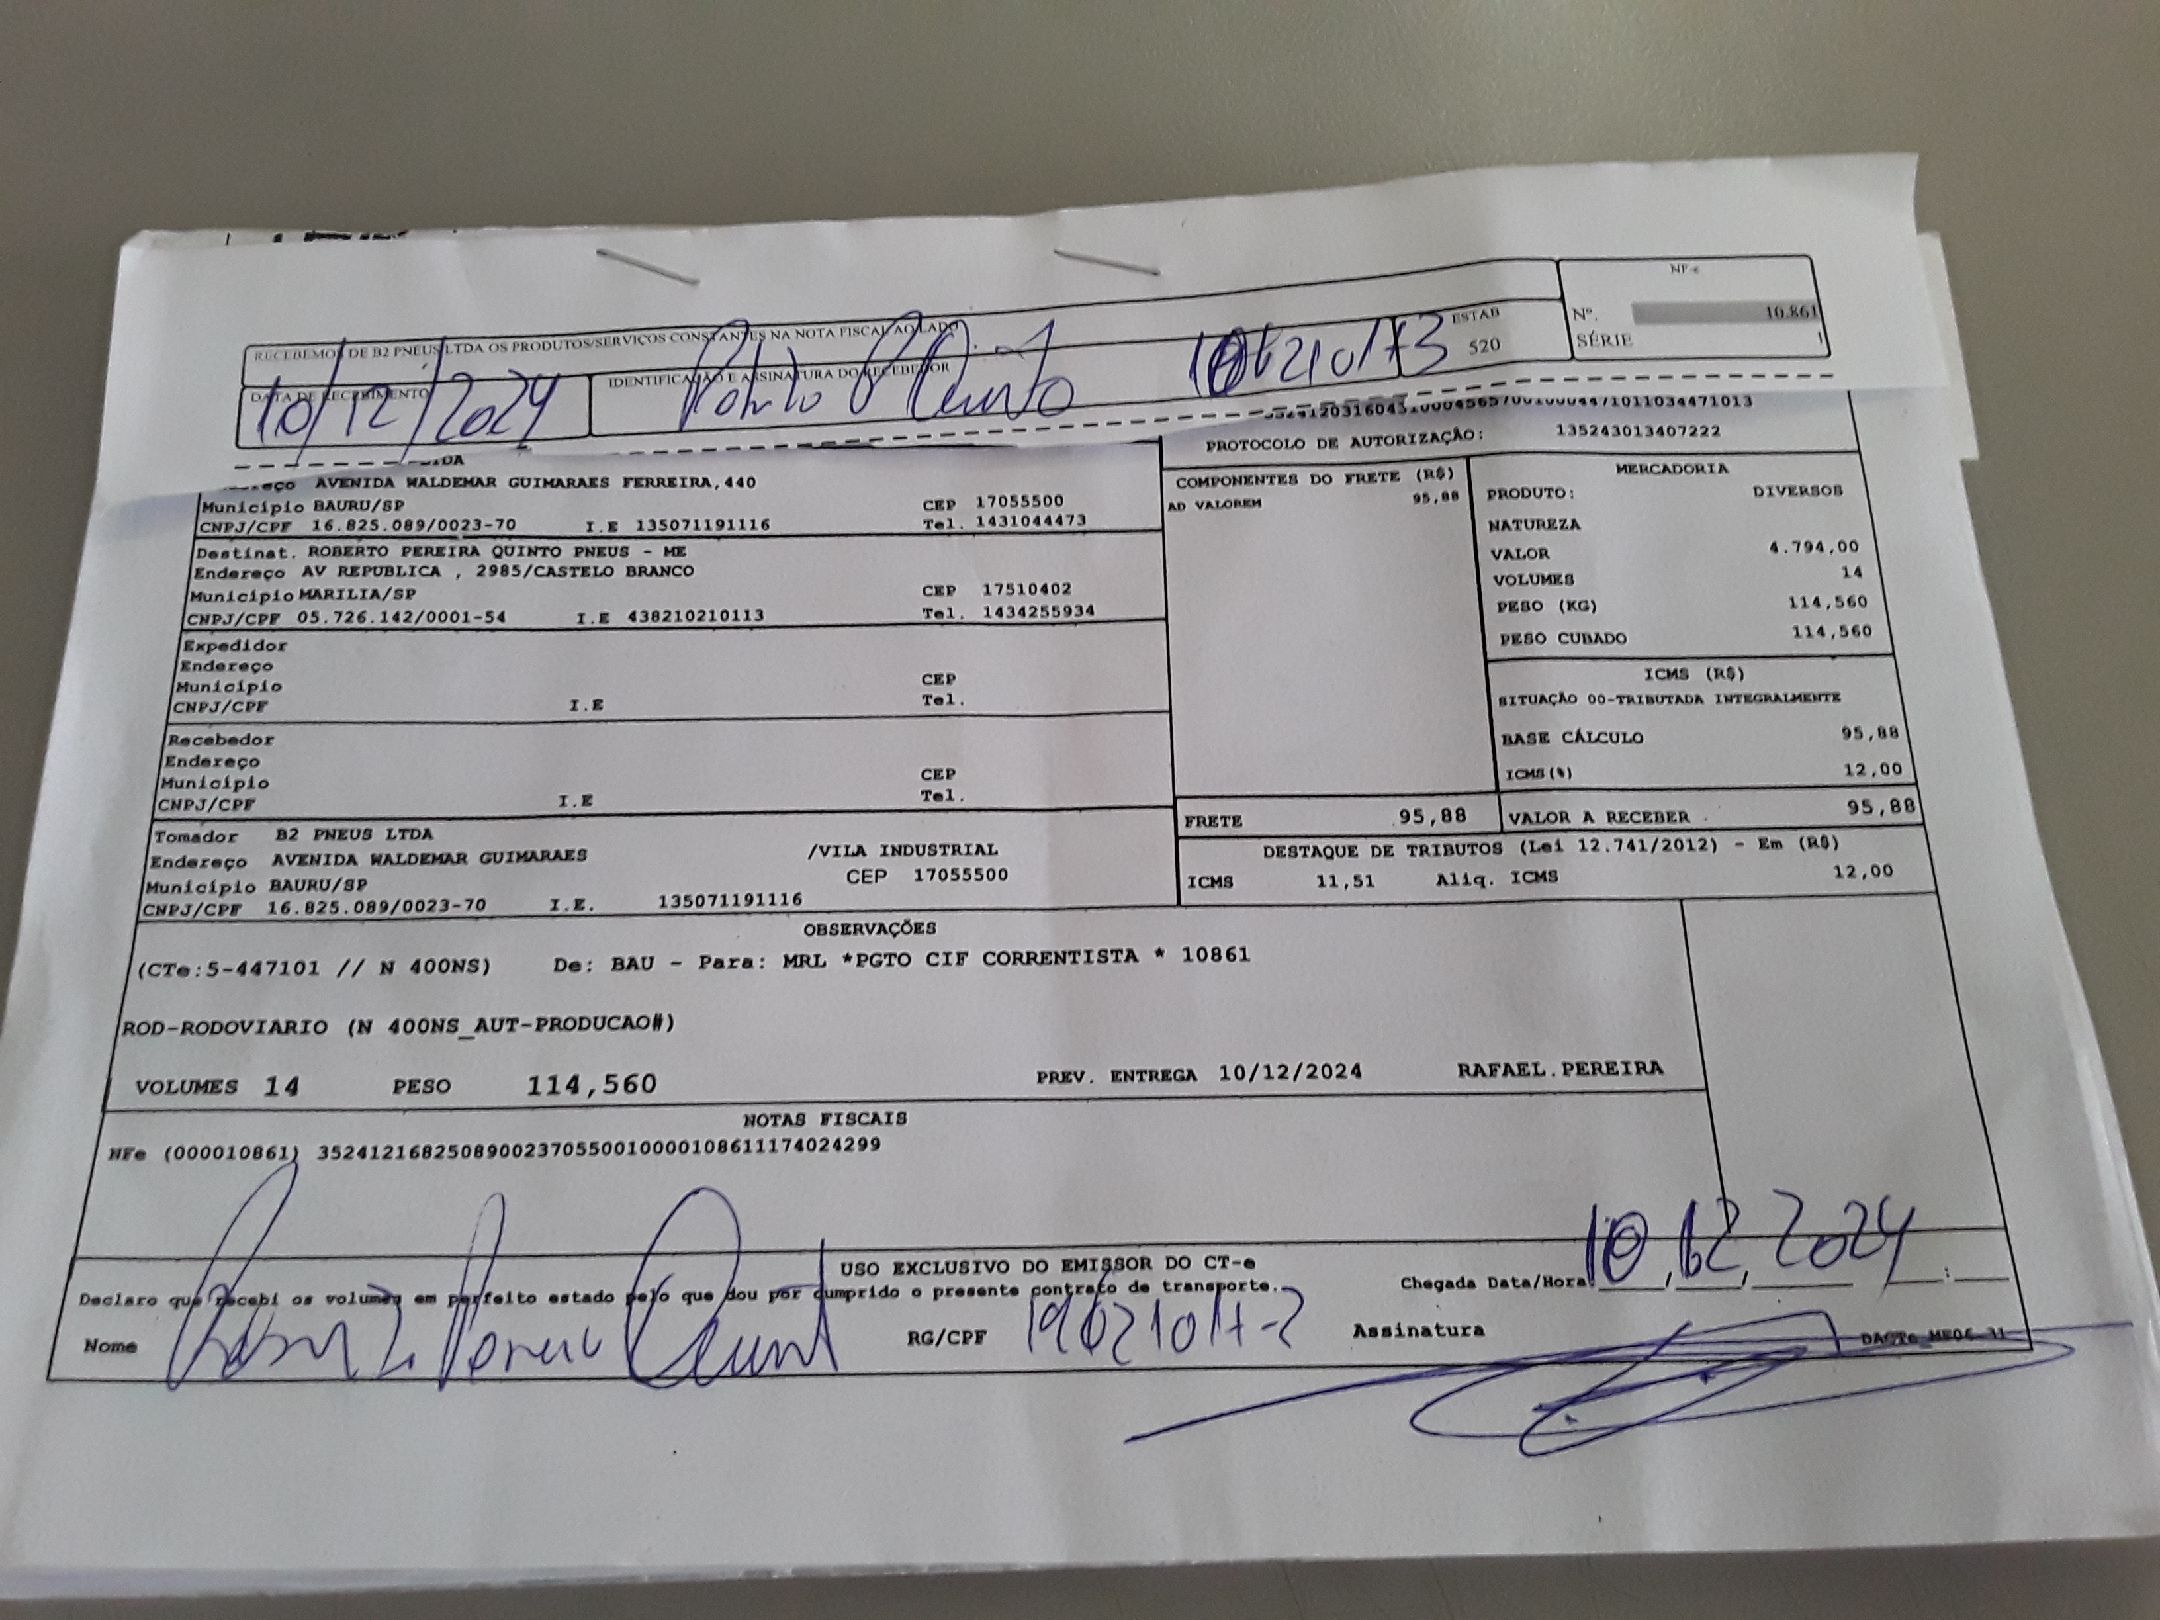 RECEBEMOS DE B2 PNEUS LTDA OS PRODUTOS/SERVIÇOS CONSTANTES NA NOTA FISCAL AO LADO
NF-e
Nº. 10.861
SÉRIE 1
DATA DE RECEBIMENTO
10/12/2024
IDENTIFICAÇÃO E ASSINATURA DO RECEBEDOR
ESTAB
520
PROTOCOLO DE AUTORIZAÇÃO: 135243013407222
AVENIDA WALDEMAR GUIMARAES FERREIRA,440
Município BAURU/SP CEP 17055500
CNPJ/CPF 16.825.089/0023-70 I.E 135071191116 Tel. 1431044473
Destinat. ROBERTO PEREIRA QUINTO PNEUS - ME
Endereço AV REPUBLICA , 2985/CASTELO BRANCO
Município MARILIA/SP CEP 17510402
CNPJ/CPF 05.726.142/0001-54 I.E 438210210113 Tel. 1434255934
Expedidor
Endereço
Município CEP
CNPJ/CPF I.E Tel.
Recebedor
Endereço
Município CEP
CNPJ/CPF I.E Tel.
Tomador B2 PNEUS LTDA
Endereço AVENIDA WALDEMAR GUIMARAES /VILA INDUSTRIAL
Município BAURU/SP CEP 17055500
CNPJ/CPF 16.825.089/0023-70 I.E. 135071191116
COMPONENTES DO FRETE (R$)
AD VALOREM 95,88
MERCADORIA
PRODUTO: DIVERSOS
NATUREZA
VALOR 4.794,00
VOLUMES 14
PESO (KG) 114,560
PESO CUBADO 114,560
ICMS (R$)
SITUAÇÃO 00-TRIBUTADA INTEGRALMENTE
BASE CÁLCULO 95,88
ICMS(%) 12,00
FRETE 95,88
VALOR A RECEBER 95,88
DESTAQUE DE TRIBUTOS (Lei 12.741/2012) - Em (R$)
ICMS 11,51 Aliq. ICMS 12,00
OBSERVAÇÕES
(CTe:5-447101 // N 400NS) De: BAU - Para: MRL *PGTO CIF CORRENTISTA * 10861
ROD-RODOVIARIO (N 400NS_AUT-PRODUCAO#)
VOLUMES 14 PESO 114,560 PREV. ENTREGA 10/12/2024 RAFAEL.PEREIRA
NOTAS FISCAIS
NFe (000010861) 35241216825089002370550010000108611174024299
USO EXCLUSIVO DO EMISSOR DO CT-e
Declaro que recebi os volumes em perfeito estado pelo que dou por cumprido o presente contrato de transporte.
Chegada Data/Hora 10 12 2024 :
Nome Roberto Pereira Quinto RG/CPF Assinatura